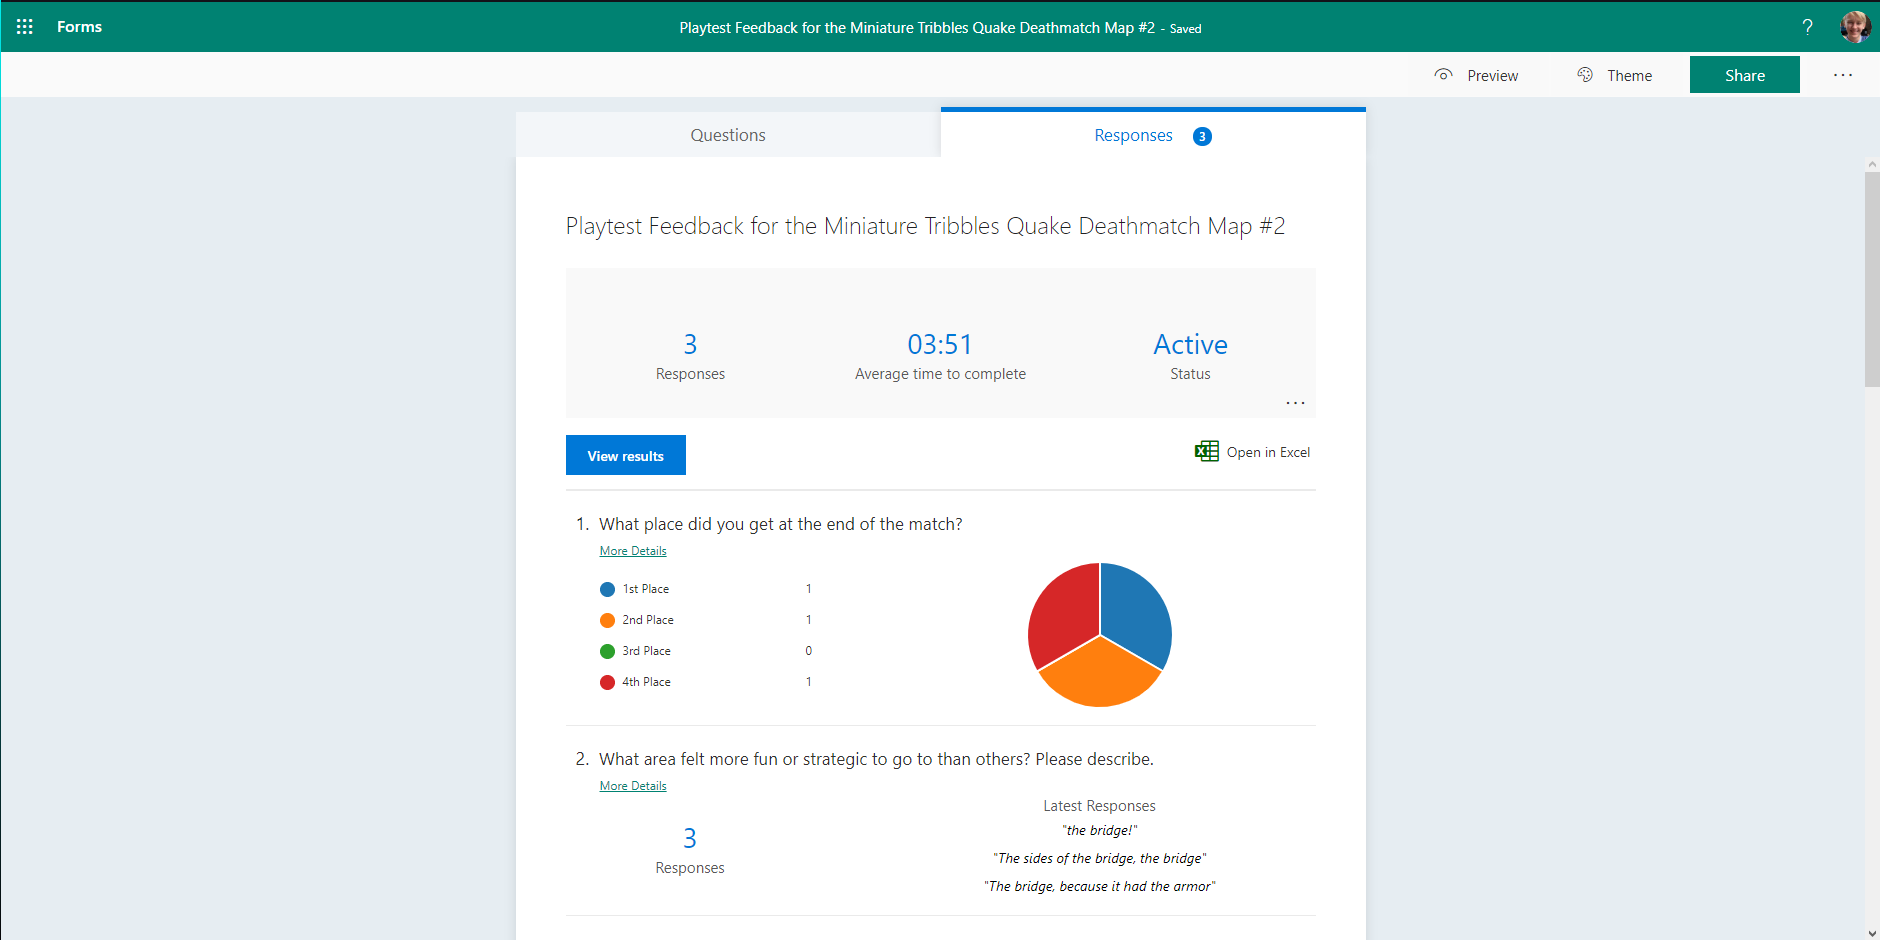 Forms
Playtest Feedback for the Miniature Tribbles Quake Deathmatch Map #2 - Saved
?
Preview
Theme
Share
...
Questions
Responses 3
Playtest Feedback for the Miniature Tribbles Quake Deathmatch Map #2
3
Responses
03:51
Average time to complete
Active
Status
...
View results
Open in Excel
1. What place did you get at the end of the match?
More Details
1st Place 1
2nd Place 1
3rd Place 0
4th Place 1
2. What area felt more fun or strategic to go to than others? Please describe.
More Details
3
Responses
Latest Responses
"the bridge!"
"The sides of the bridge, the bridge"
"The bridge, because it had the armor"